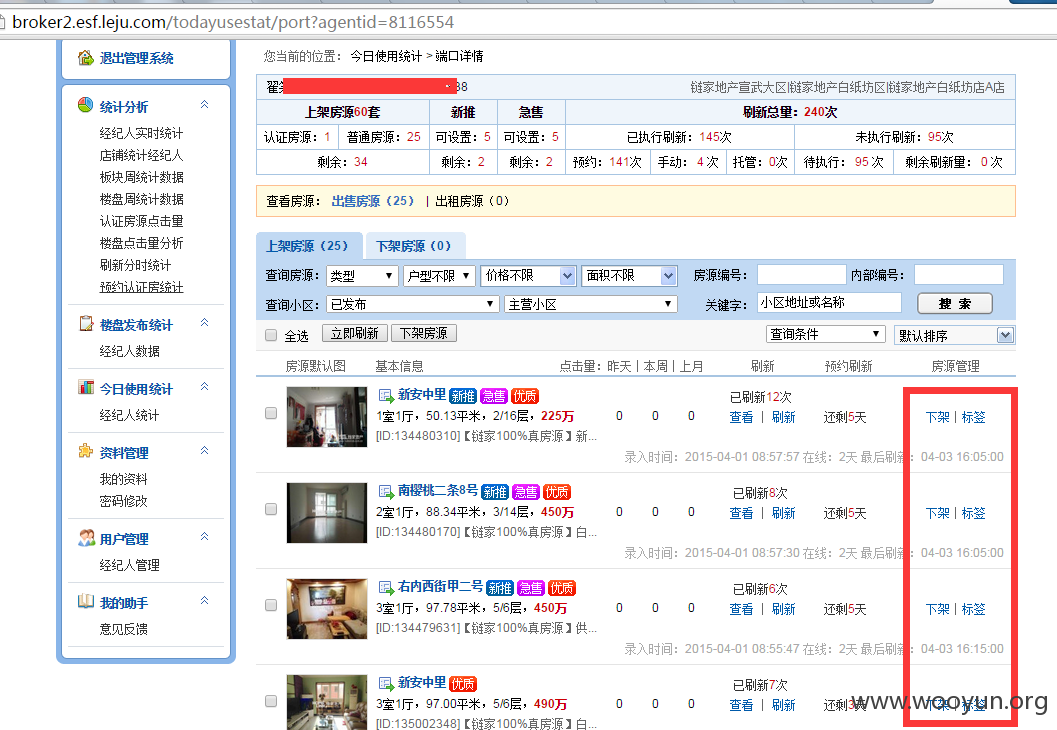 broker2.esf.leju.com/todayusestat/port?agentid=8116554
退出管理系统
统计分析
经纪人实时统计
店铺统计经纪人
板块周统计数据
楼盘周统计数据
认证房源点击量
楼盘点击量分析
刷新分时统计
预约认证房统计
楼盘发布统计
经纪人数据
今日使用统计
经纪人统计
资料管理
我的资料
密码修改
用户管理
经纪人管理
我的助手
意见反馈
您当前的位置： 今日使用统计 > 端口详情
38 链家地产宣武大区|链家地产白纸坊区|链家地产白纸坊店A店
上架房源60套 新推 急售 刷新总量：240次
认证房源：1 普通房源：25 可设置：5 可设置：5 已执行刷新：145次 未执行刷新：95次
剩余：34 剩余：2 剩余：2 预约：141次 手动：4 次 托管：0次 待执行： 95 次 剩余刷新量：0 次
查看房源： 出售房源（25） | 出租房源（0）
上架房源（25） 下架房源（0）
查询房源： 类型 户型不限 价格不限 面积不限 房源编号： 内部编号：
查询小区： 已发布 主营小区 关键字： 小区地址或名称 搜 索
全选 立即刷新 下架房源 查询条件 默认排序
房源默认图 基本信息 点击量：昨天 | 本周 | 上月 刷新 预约刷新 房源管理
新安中里 新推 急售 优质 已刷新12次
1室1厅，50.13平米，2/16层，225万 0 0 0 查看 | 刷新 还剩5天 下架 | 标签
[ID:134480310]【链家100%真房源】新...
录入时间：2015-04-01 08:57:57 在线：2天 最后刷新：04-03 16:05:00
南樱桃二条8号 新推 急售 优质 已刷新8次
2室1厅，88.34平米，3/14层，450万 0 0 0 查看 | 刷新 还剩5天 下架 | 标签
[ID:134480170]【链家100%真房源】白...
录入时间：2015-04-01 08:57:30 在线：2天 最后刷新：04-03 16:05:00
右内西街甲二号 新推 急售 优质 已刷新6次
3室1厅，97.78平米，5/6层，450万 0 0 0 查看 | 刷新 还剩5天 下架 | 标签
[ID:134479631]【链家100%真房源】供...
录入时间：2015-04-01 08:55:47 在线：2天 最后刷新：04-03 16:15:00
新安中里 优质 已刷新7次
3室1厅，97.00平米，5/6层，490万 0 0 0 查看 | 刷新 还剩3天 下架 | 标签
[ID:135002348]【链家100%真房源】白...
www.wooyun.org